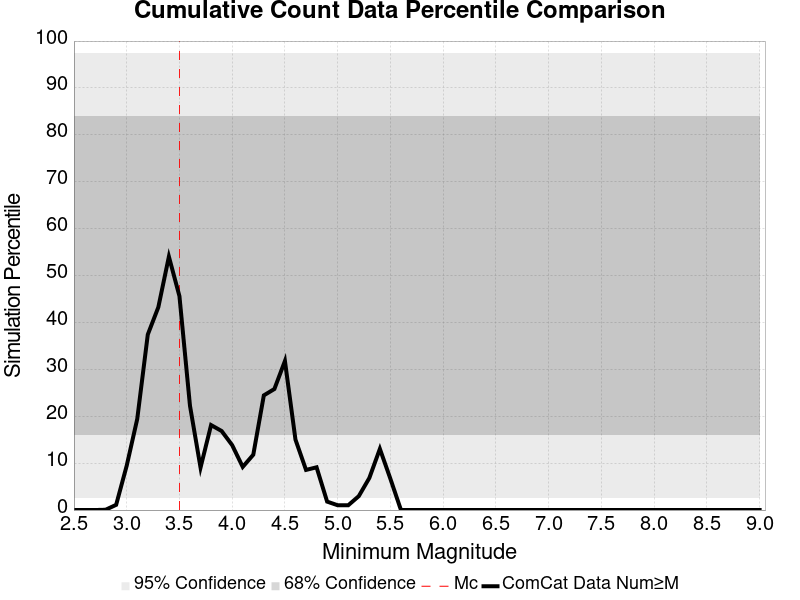 Cumulative Count Data Percentile Comparison
100
90
80
70
60
50
40
30
20
10
0
Simulation Percentile
2.5 3.0 3.5 4.0 4.5 5.0 5.5 6.0 6.5 7.0 7.5 8.0 8.5 9.0
Minimum Magnitude
95% Confidence 68% Confidence Mc ComCat Data Num≥M